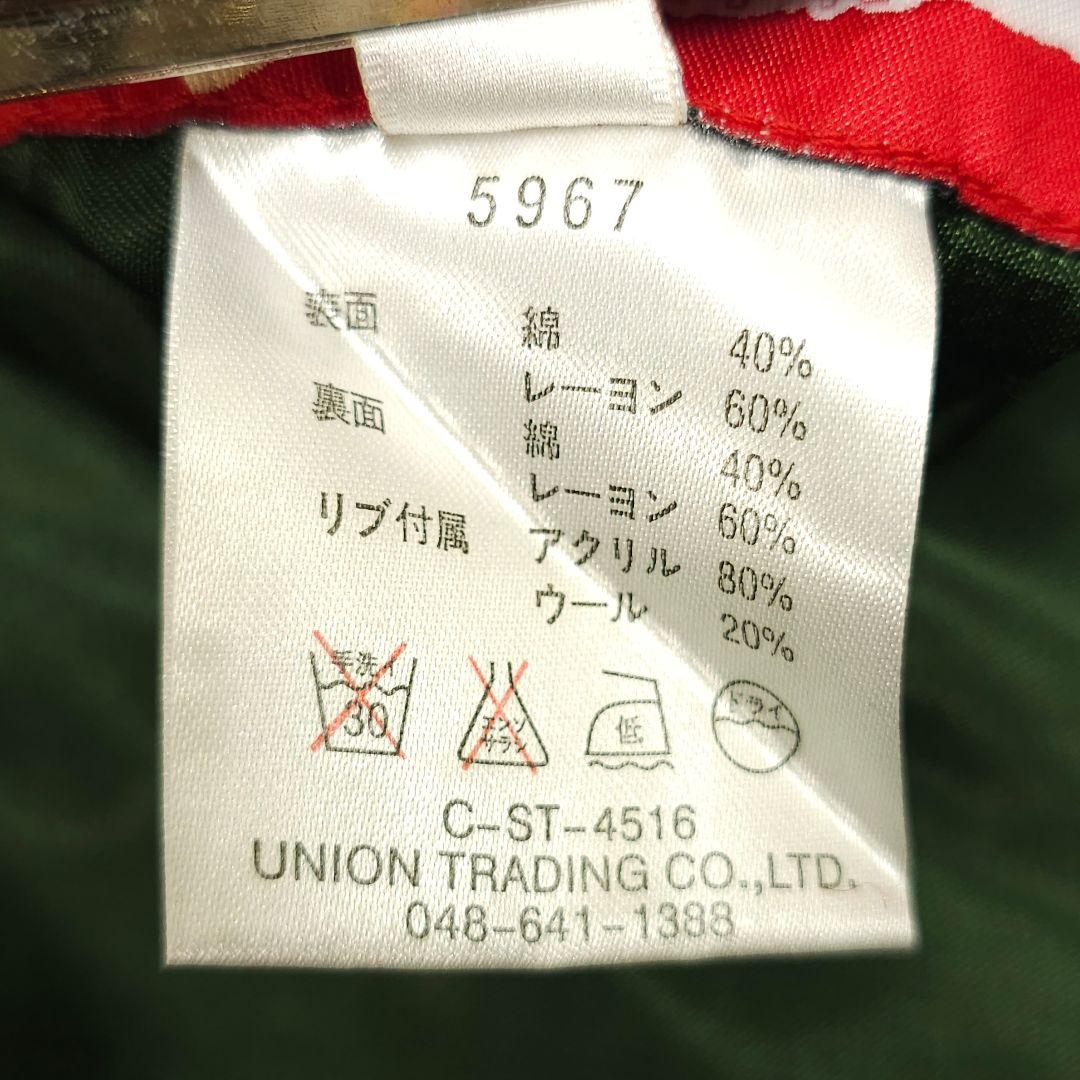 5967
表面 綿 40%
レーヨン 60%
裏面 綿 40%
レーヨン 60%
リブ付属 アクリル 80%
ウール 20%
手洗イ 30 エンソ サラシ 低 ドライ
C-ST-4516
UNION TRADING CO.,LTD.
048-641-1388